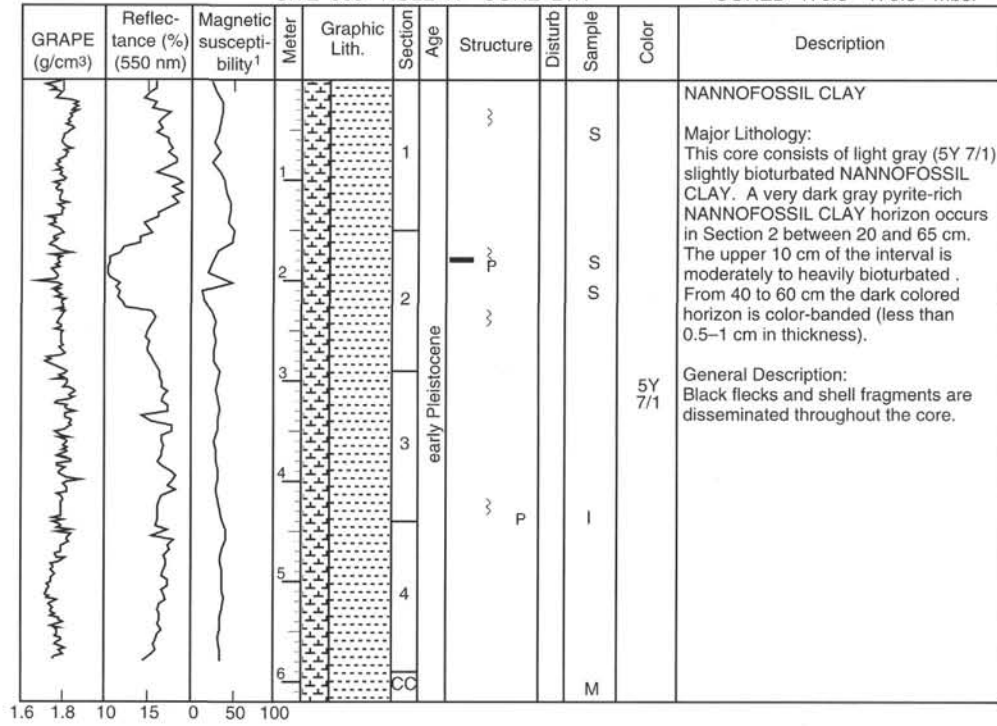 GRAPE
(g/cm3)
Reflec-
tance (%)
(550 nm)
Magnetic
suscepti-
bility1
Meter
Graphic
Lith.
Section
Age
Structure
Disturb
Sample
Color
Description
1
2
3
4
5
6
1
2
3
4
CC
early Pleistocene
P
P
S
S
S
I
M
5Y
7/1
NANNOFOSSIL CLAY
Major Lithology:
This core consists of light gray (5Y 7/1)
slightly bioturbated NANNOFOSSIL
CLAY. A very dark gray pyrite-rich
NANNOFOSSIL CLAY horizon occurs
in Section 2 between 20 and 65 cm.
The upper 10 cm of the interval is
moderately to heavily bioturbated .
From 40 to 60 cm the dark colored
horizon is color-banded (less than
0.5–1 cm in thickness).
General Description:
Black flecks and shell fragments are
disseminated throughout the core.
1.6 1.8 10 15 0 50 100